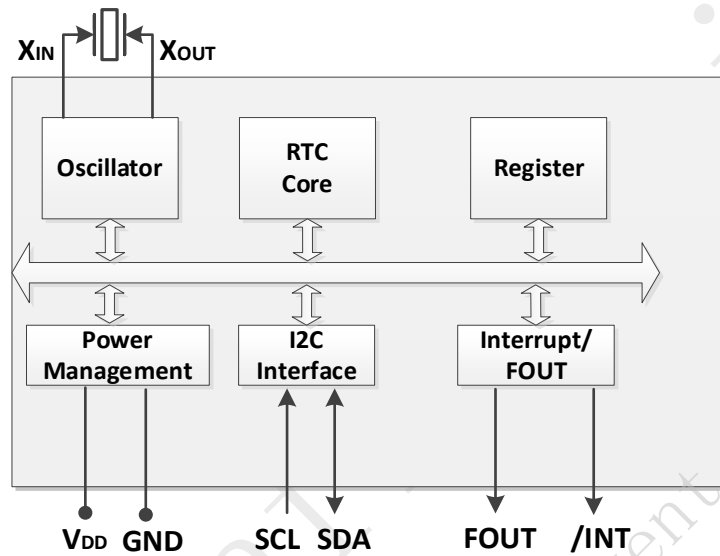 XIN XOUT
Oscillator
RTC
Core
Register
Power
Management
I2C
Interface
Interrupt/
FOUT
VDD GND SCL SDA FOUT /INT